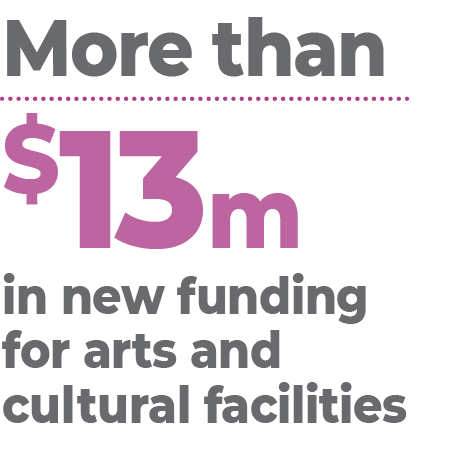 More than
$13m
in new funding
for arts and
cultural facilities